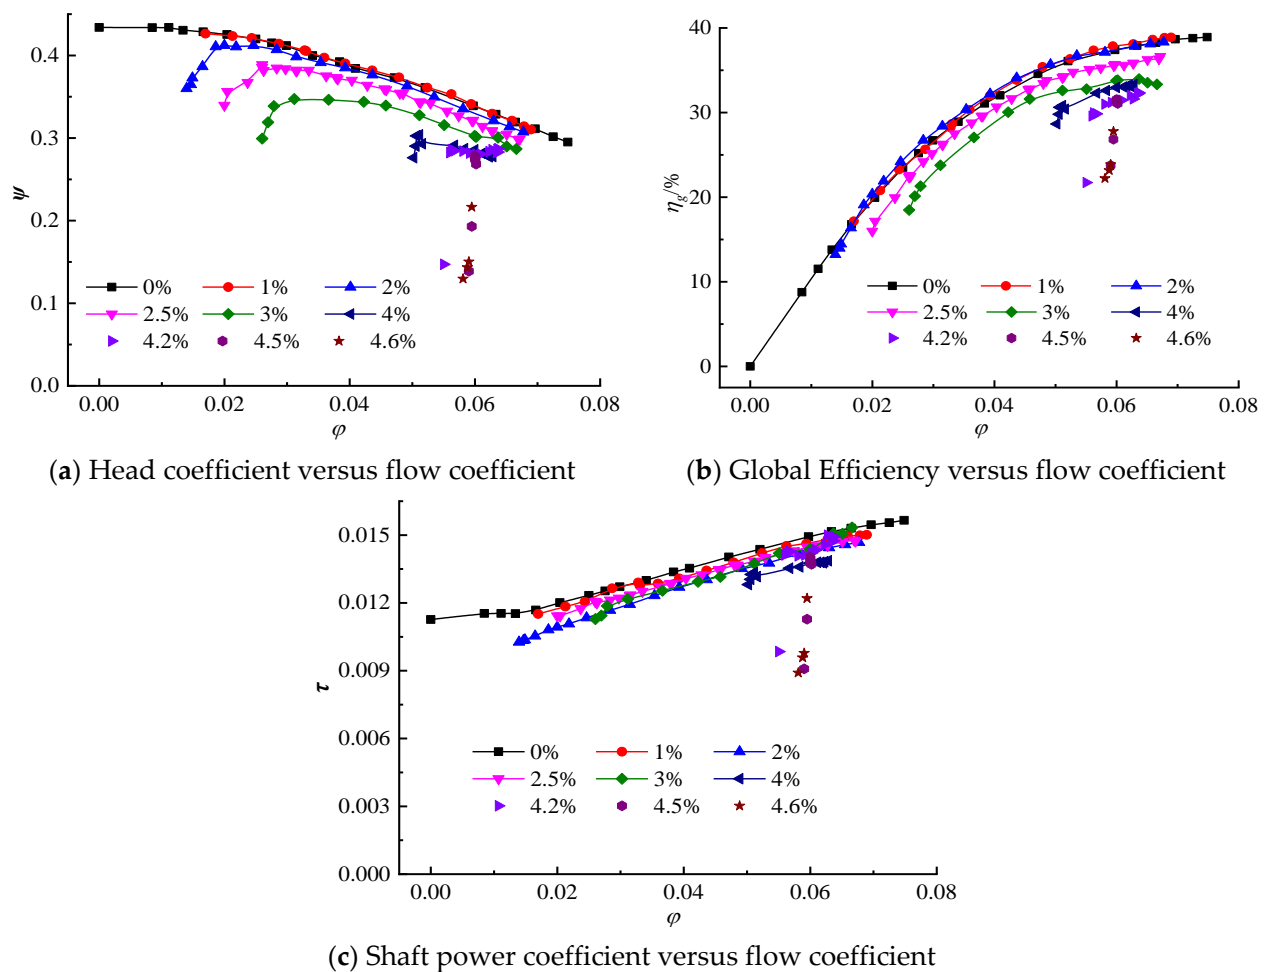 0.4
0.3
0.2
0.1
0.0
ψ
0% 1% 2%
2.5% 3% 4%
4.2% 4.5% 4.6%
0.00 0.02 0.04 0.06 0.08
φ
(a) Head coefficient versus flow coefficient
40
30
20
10
0
η_g/%
0% 1% 2%
2.5% 3% 4%
4.2% 4.5% 4.6%
0.00 0.02 0.04 0.06 0.08
φ
(b) Global Efficiency versus flow coefficient
0.015
0.012
0.009
0.006
0.003
0.000
τ
0% 1% 2%
2.5% 3% 4%
4.2% 4.5% 4.6%
0.00 0.02 0.04 0.06 0.08
φ
(c) Shaft power coefficient versus flow coefficient